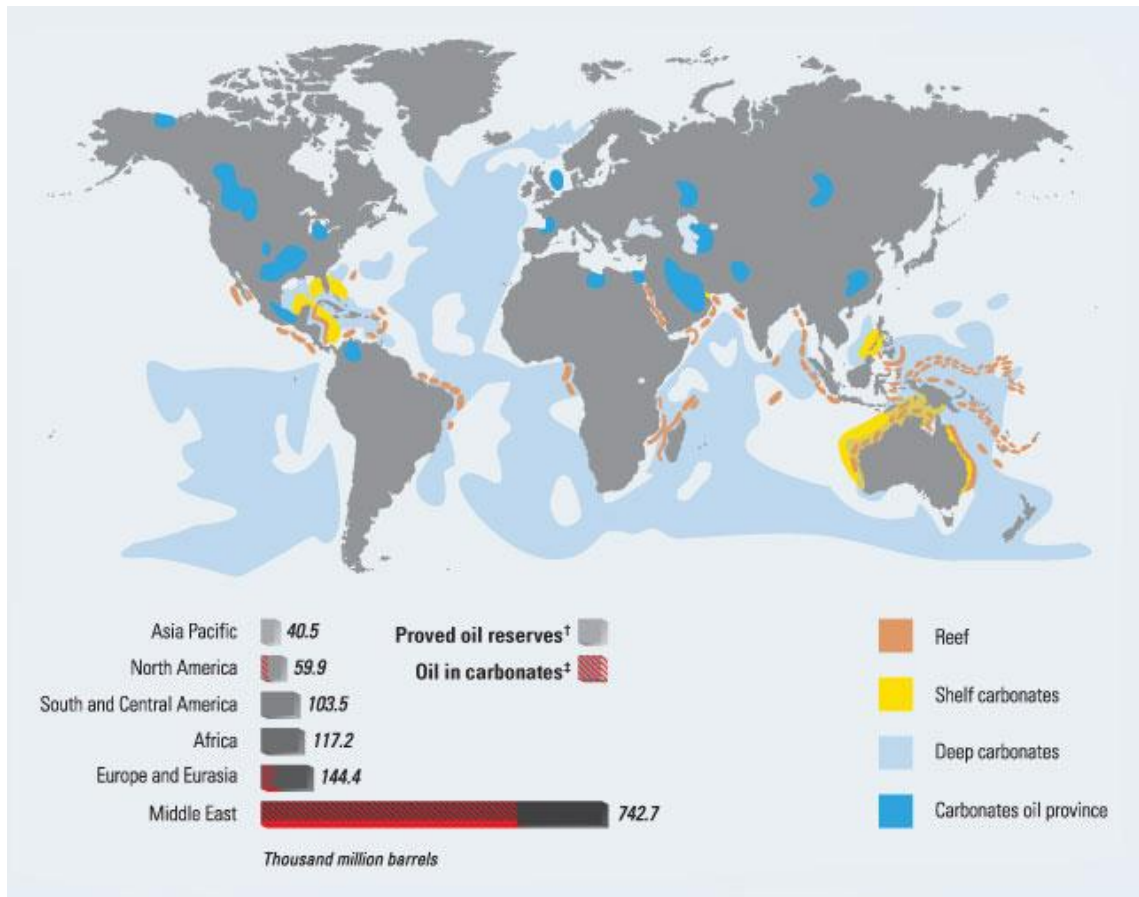 Asia Pacific 40.5
North America 59.9
South and Central America 103.5
Africa 117.2
Europe and Eurasia 144.4
Middle East 742.7
Thousand million barrels
Proved oil reserves†
Oil in carbonates‡
Reef
Shelf carbonates
Deep carbonates
Carbonates oil province